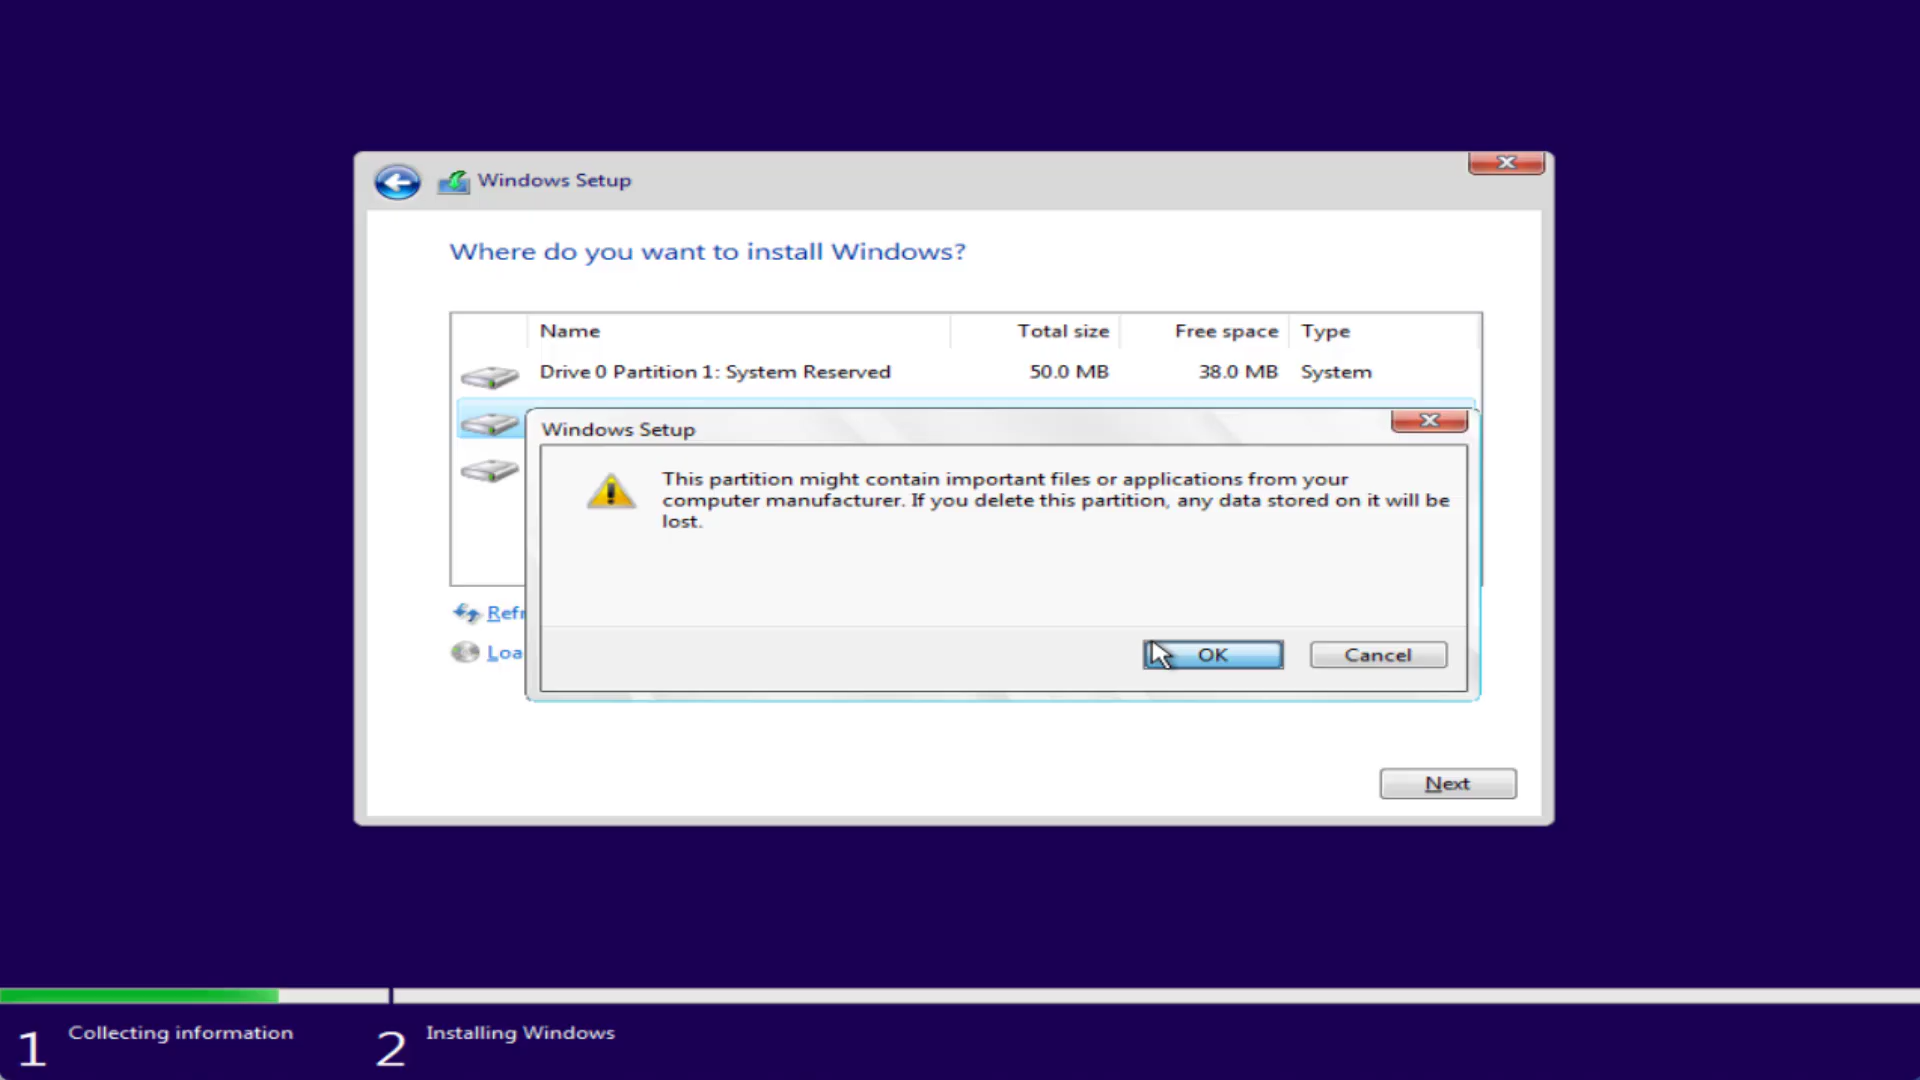 Windows Setup
Where do you want to install Windows?
Name Total size Free space Type
Drive 0 Partition 1: System Reserved 50.0 MB 38.0 MB System
Windows Setup
This partition might contain important files or applications from your
computer manufacturer. If you delete this partition, any data stored on it will be
lost.
Refr
Loa
OK Cancel
Next
1 Collecting information 2 Installing Windows